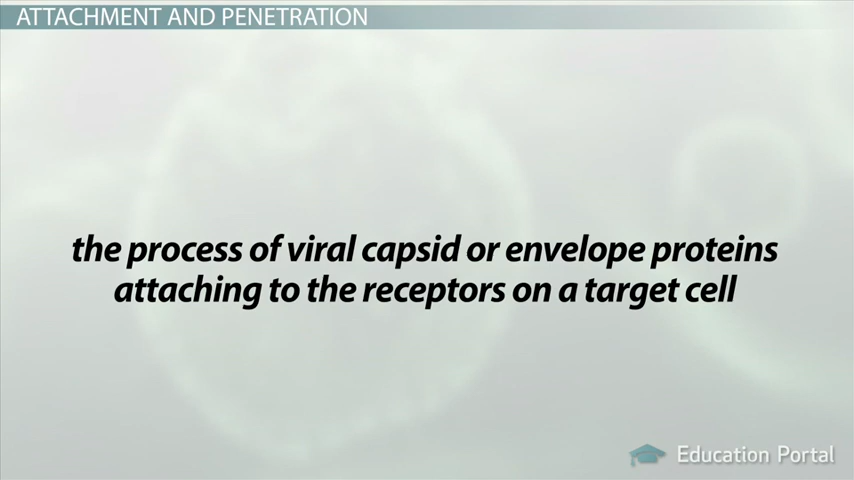 ATTACHMENT AND PENETRATION
the process of viral capsid or envelope proteins
attaching to the receptors on a target cell
Education Portal